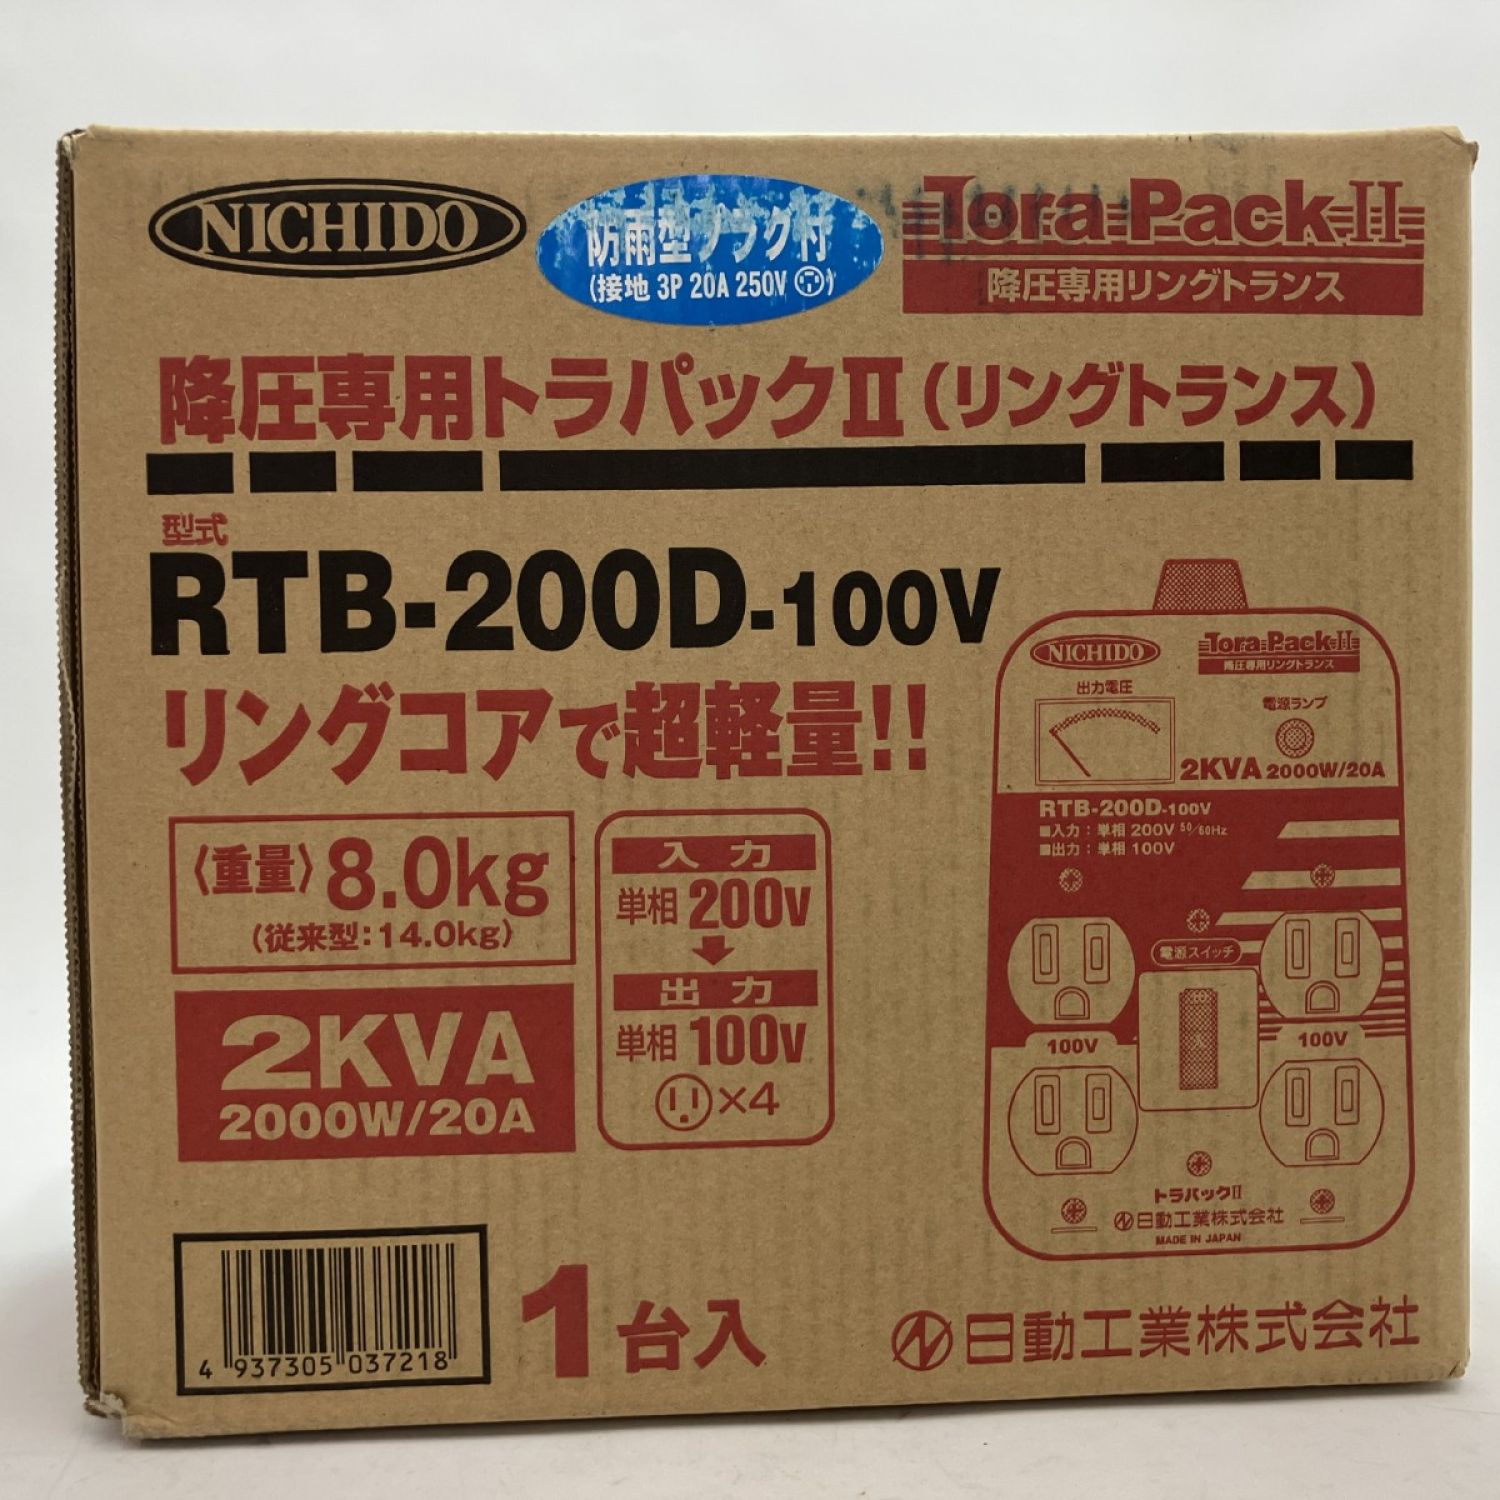 NICHIDO
防雨型プラグ付
(接地 3P 20A 250V)
Tora Pack II
降圧専用リングトランス
降圧専用トラパックII(リングトランス)
型式
RTB-200D-100V
リングコアで超軽量!!
〈重量〉8.0kg
(従来型:14.0kg)
2KVA
2000W/20A
入力
単相 200V
出力
単相 100V
×4
NICHIDO
Tora Pack II
降圧専用リングトランス
出力電圧
電源ランプ
2KVA 2000W/20A
RTB-200D-100V
■入力:単相 200V 50/60Hz
■出力:単相 100V
電源スイッチ
100V
100V
トラパックII
日動工業株式会社
MADE IN JAPAN
4 937305 037218
1台入
日動工業株式会社